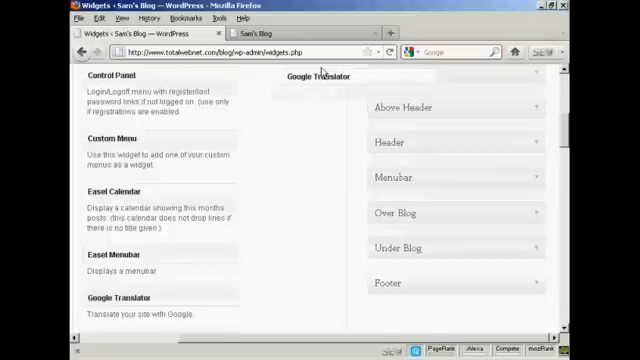 Widgets ‹ Sam's Blog — WordPress - Mozilla Firefox
File Edit View History Bookmarks Tools Help
Widgets ‹ Sam's Blog — WordPress × Sam's Blog
http://www.totalwebnet.com/blog/wp-admin/widgets.php
Google
SEM
Control Panel
Login/Logoff menu with register/lost
password links if not logged on. (use only
if registrations are enabled.
Custom Menu
Use this widget to add one of your custom
menus as a widget.
Easel Calendar
Display a calendar showing this months
posts. (this calendar does not drop lines if
there is no title given.)
Easel Menubar
Displays a menubar
Google Translator
Translate your site with Google.
Google Translator
Above Header
Header
Menubar
Over Blog
Under Blog
Footer
SEM PageRank Alexa Compete mozRank